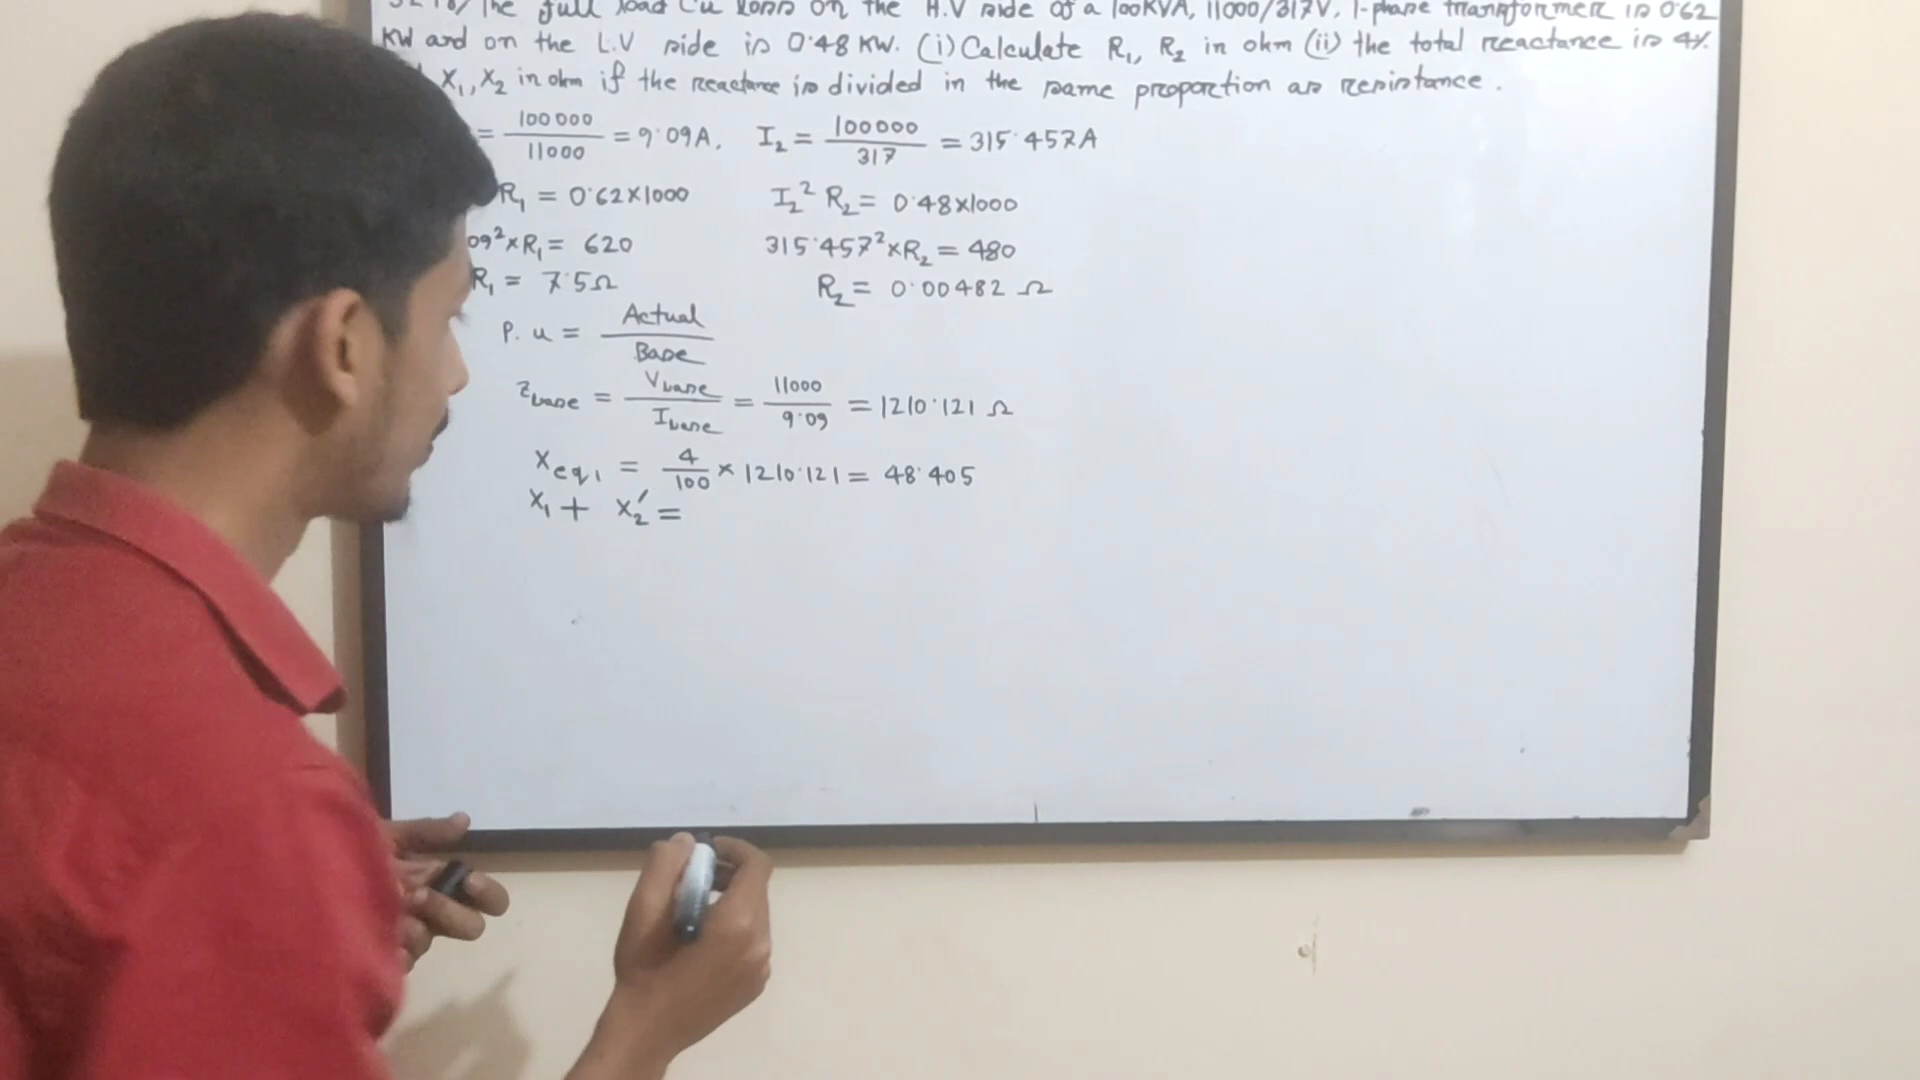 The full load Cu loss on the H.V side of a 100KVA, 11000/317V, 1-phase transformer is 0.62
KW and on the L.V side is 0.48 KW. (i) Calculate R₁, R₂ in ohm (ii) the total reactance is 4%.
X₁, X₂ in ohm if the reactance is divided in the same proportion as resistance.
= 100000/11000 = 9.09A, I₂ = 100000/317 = 315.457A
R₁ = 0.62×1000 I₂² R₂ = 0.48×1000
09²×R₁ = 620 315.457²×R₂ = 480
R₁ = 7.5Ω R₂ = 0.00482 Ω
P.u = Actual/Base
Zbase = Vbase/Ibase = 11000/9.09 = 1210.121 Ω
Xeq₁ = 4/100 × 1210.121 = 48.405
X₁ + X₂′ =